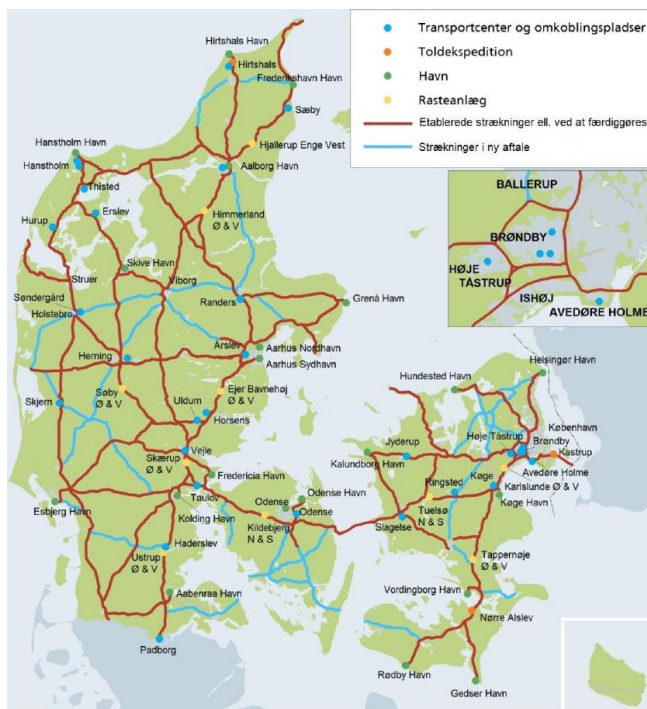 Transportcenter og omkoblingspladser
Toldekspedition
Havn
Rasteanlæg
Etablerede strækninger ell. ved at færdiggøres
Strækninger i ny aftale
BALLERUP
BRØNDBY
HØJE
TÅSTRUP
ISHØJ
AVEDØRE HOLME
Hirtshals Havn
Hirtshals
Frederikshavn Havn
Sæby
Hjallerup Enge Vest
Hanstholm Havn
Hanstholm
Aalborg Havn
Thisted
Erslev
Himmerland
Ø & V
Hurup
Skive Havn
Struer
Viborg
Søndergård
Holstebro
Randers
Grenå Havn
Årslev
Aarhus Nordhavn
Aarhus Sydhavn
Herning
Søby
Ø & V
Ejer Bavnehøj
Ø & V
Uldum
Skjern
Horsens
Vejle
Skærup
Ø & V
Fredericia Havn
Taulov
Esbjerg Havn
Kolding Havn
Odense Havn
Odense
Odense
Kildebjerg
N & S
Haderslev
Ustrup
Ø & V
Aabenraa Havn
Padborg
Helsingør Havn
Hundested Havn
København
Høje Tåstrup
Brøndby
Kastrup
Jyderup
Avedøre Holme
Kalundborg Havn
Ringsted
Køge
Karlslunde Ø & V
Køge Havn
Tuelsø
N & S
Slagelse
Tappernøje
Ø & V
Vordingborg Havn
Nørre Alslev
Rødby Havn
Gedser Havn